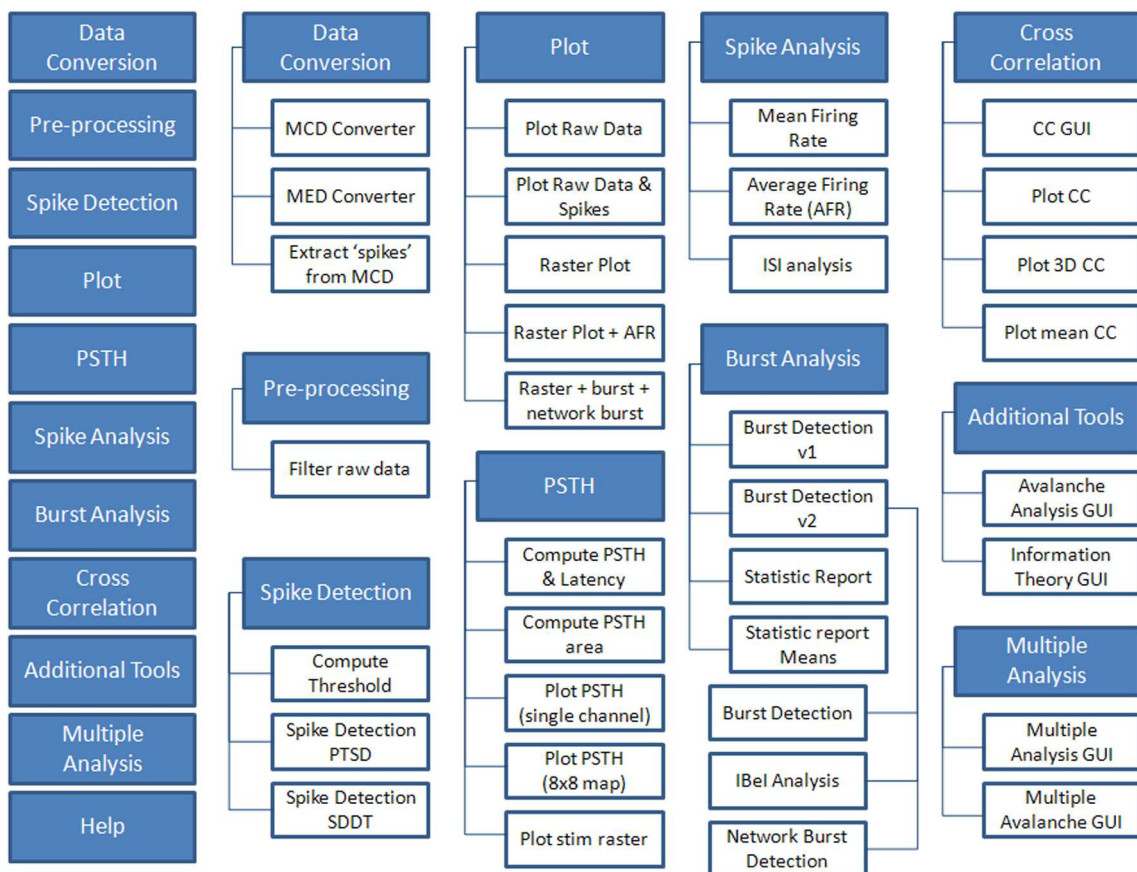 Data
Conversion
Pre-processing
Spike Detection
Plot
PSTH
Spike Analysis
Burst Analysis
Cross
Correlation
Additional Tools
Multiple
Analysis
Help
Data
Conversion
MCD Converter
MED Converter
Extract ‘spikes’
from MCD
Pre-processing
Filter raw data
Spike Detection
Compute
Threshold
Spike Detection
PTSD
Spike Detection
SDDT
Plot
Plot Raw Data
Plot Raw Data &
Spikes
Raster Plot
Raster Plot + AFR
Raster + burst +
network burst
PSTH
Compute PSTH
& Latency
Compute PSTH
area
Plot PSTH
(single channel)
Plot PSTH
(8x8 map)
Plot stim raster
Spike Analysis
Mean Firing
Rate
Average Firing
Rate (AFR)
ISI analysis
Burst Analysis
Burst Detection
v1
Burst Detection
v2
Statistic Report
Statistic report
Means
Burst Detection
IBeI Analysis
Network Burst
Detection
Cross
Correlation
CC GUI
Plot CC
Plot 3D CC
Plot mean CC
Additional Tools
Avalanche
Analysis GUI
Information
Theory GUI
Multiple
Analysis
Multiple
Analysis GUI
Multiple
Avalanche GUI